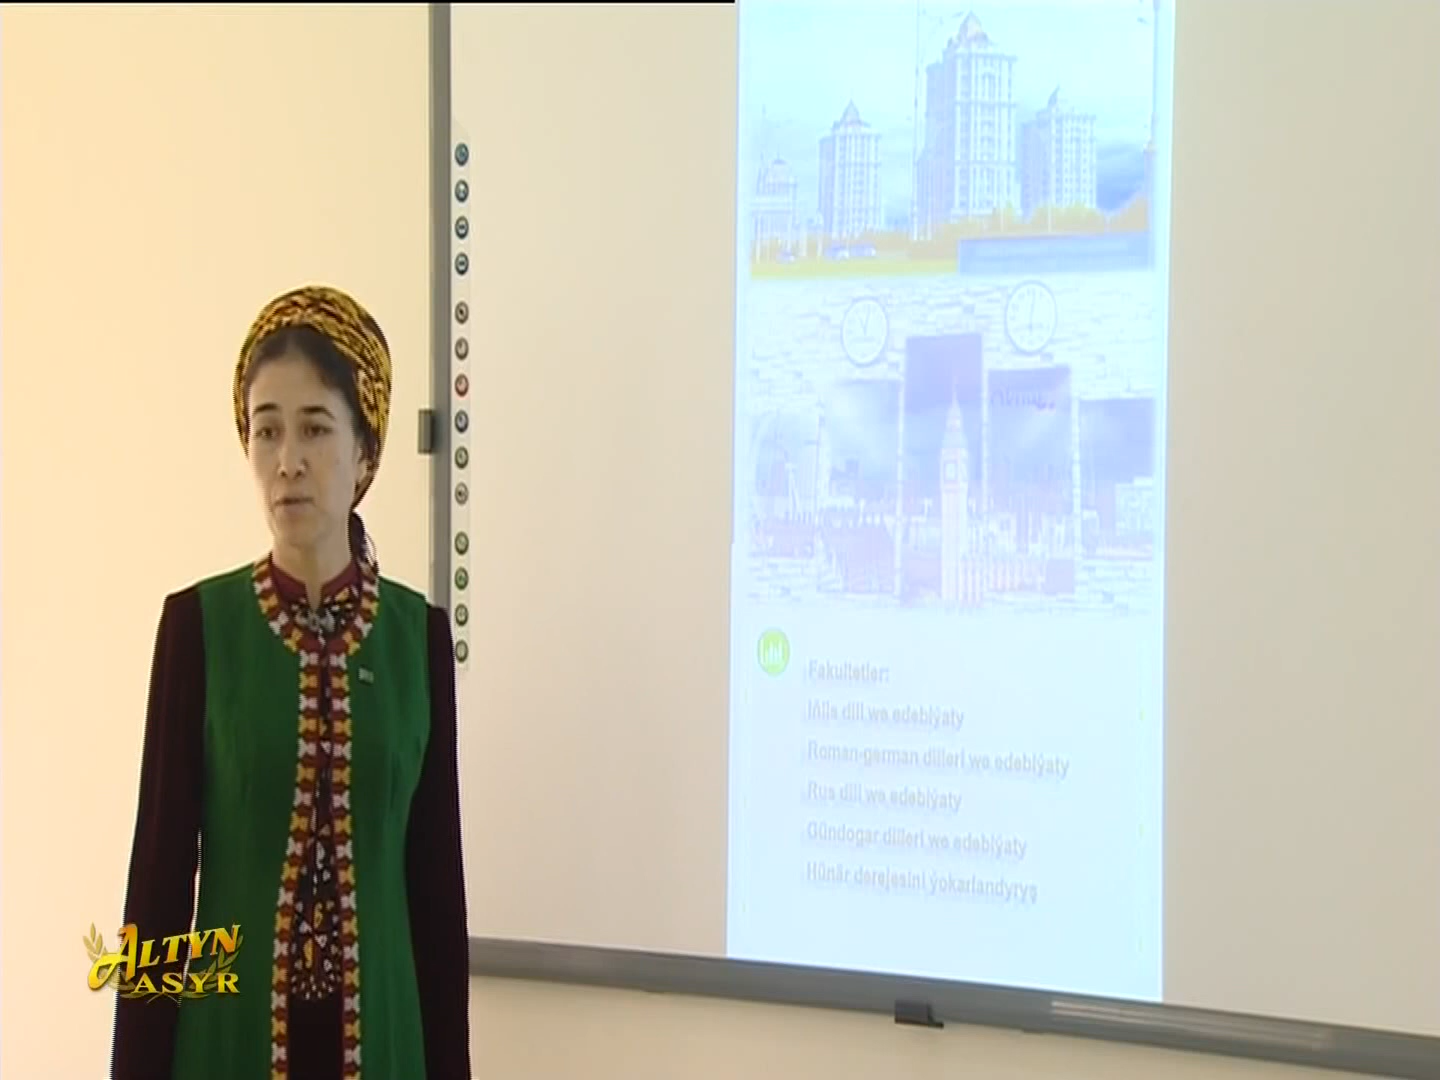 Fakultetler:
Iňlis dili we edebiýaty
Roman-german dilleri we edebiýaty
Rus dili we edebiýaty
Gündogar dilleri we edebiýaty
Hünär derejesini ýokarlandyryş
ALTYN
ASYR